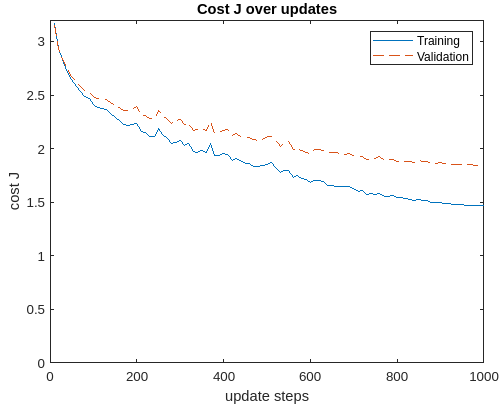 Cost J over updates
Training
Validation
cost J
3
2.5
2
1.5
1
0.5
0
0 200 400 600 800 1000
update steps